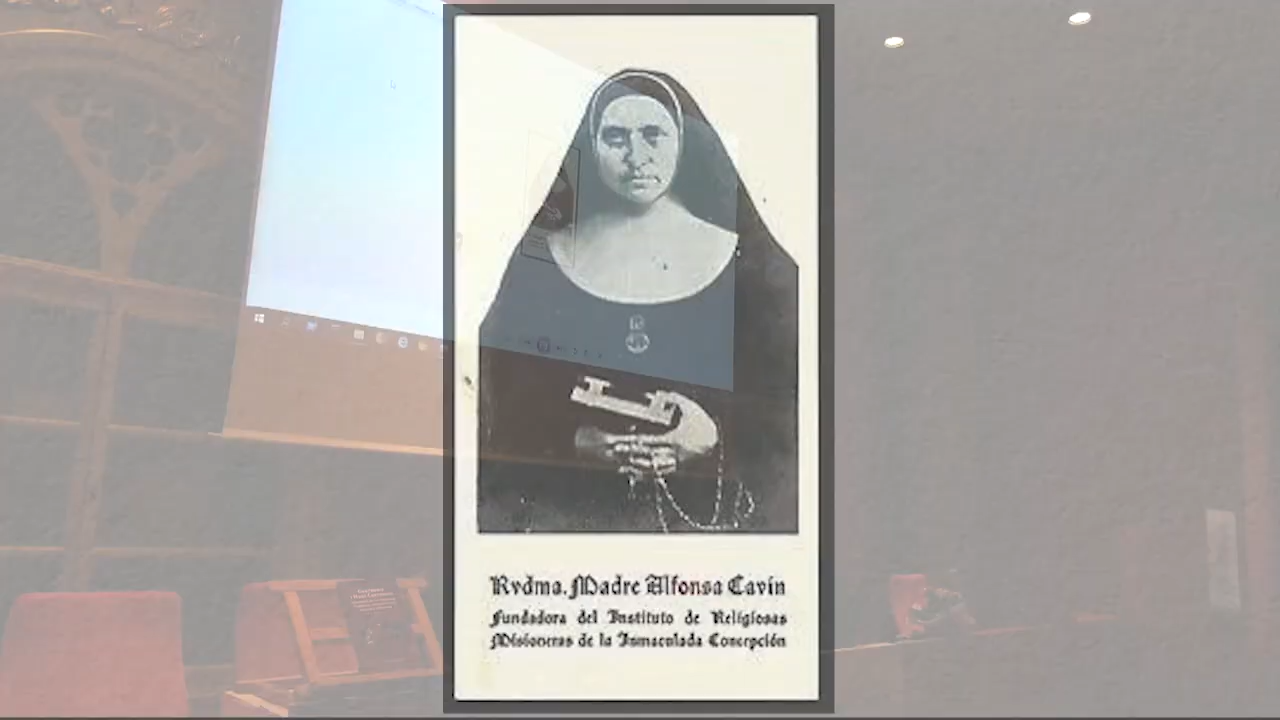 Rvdma. Madre Alfonsa Cavín
Fundadora del Instituto de Religiosas
Misioneras de la Inmaculada Concepción